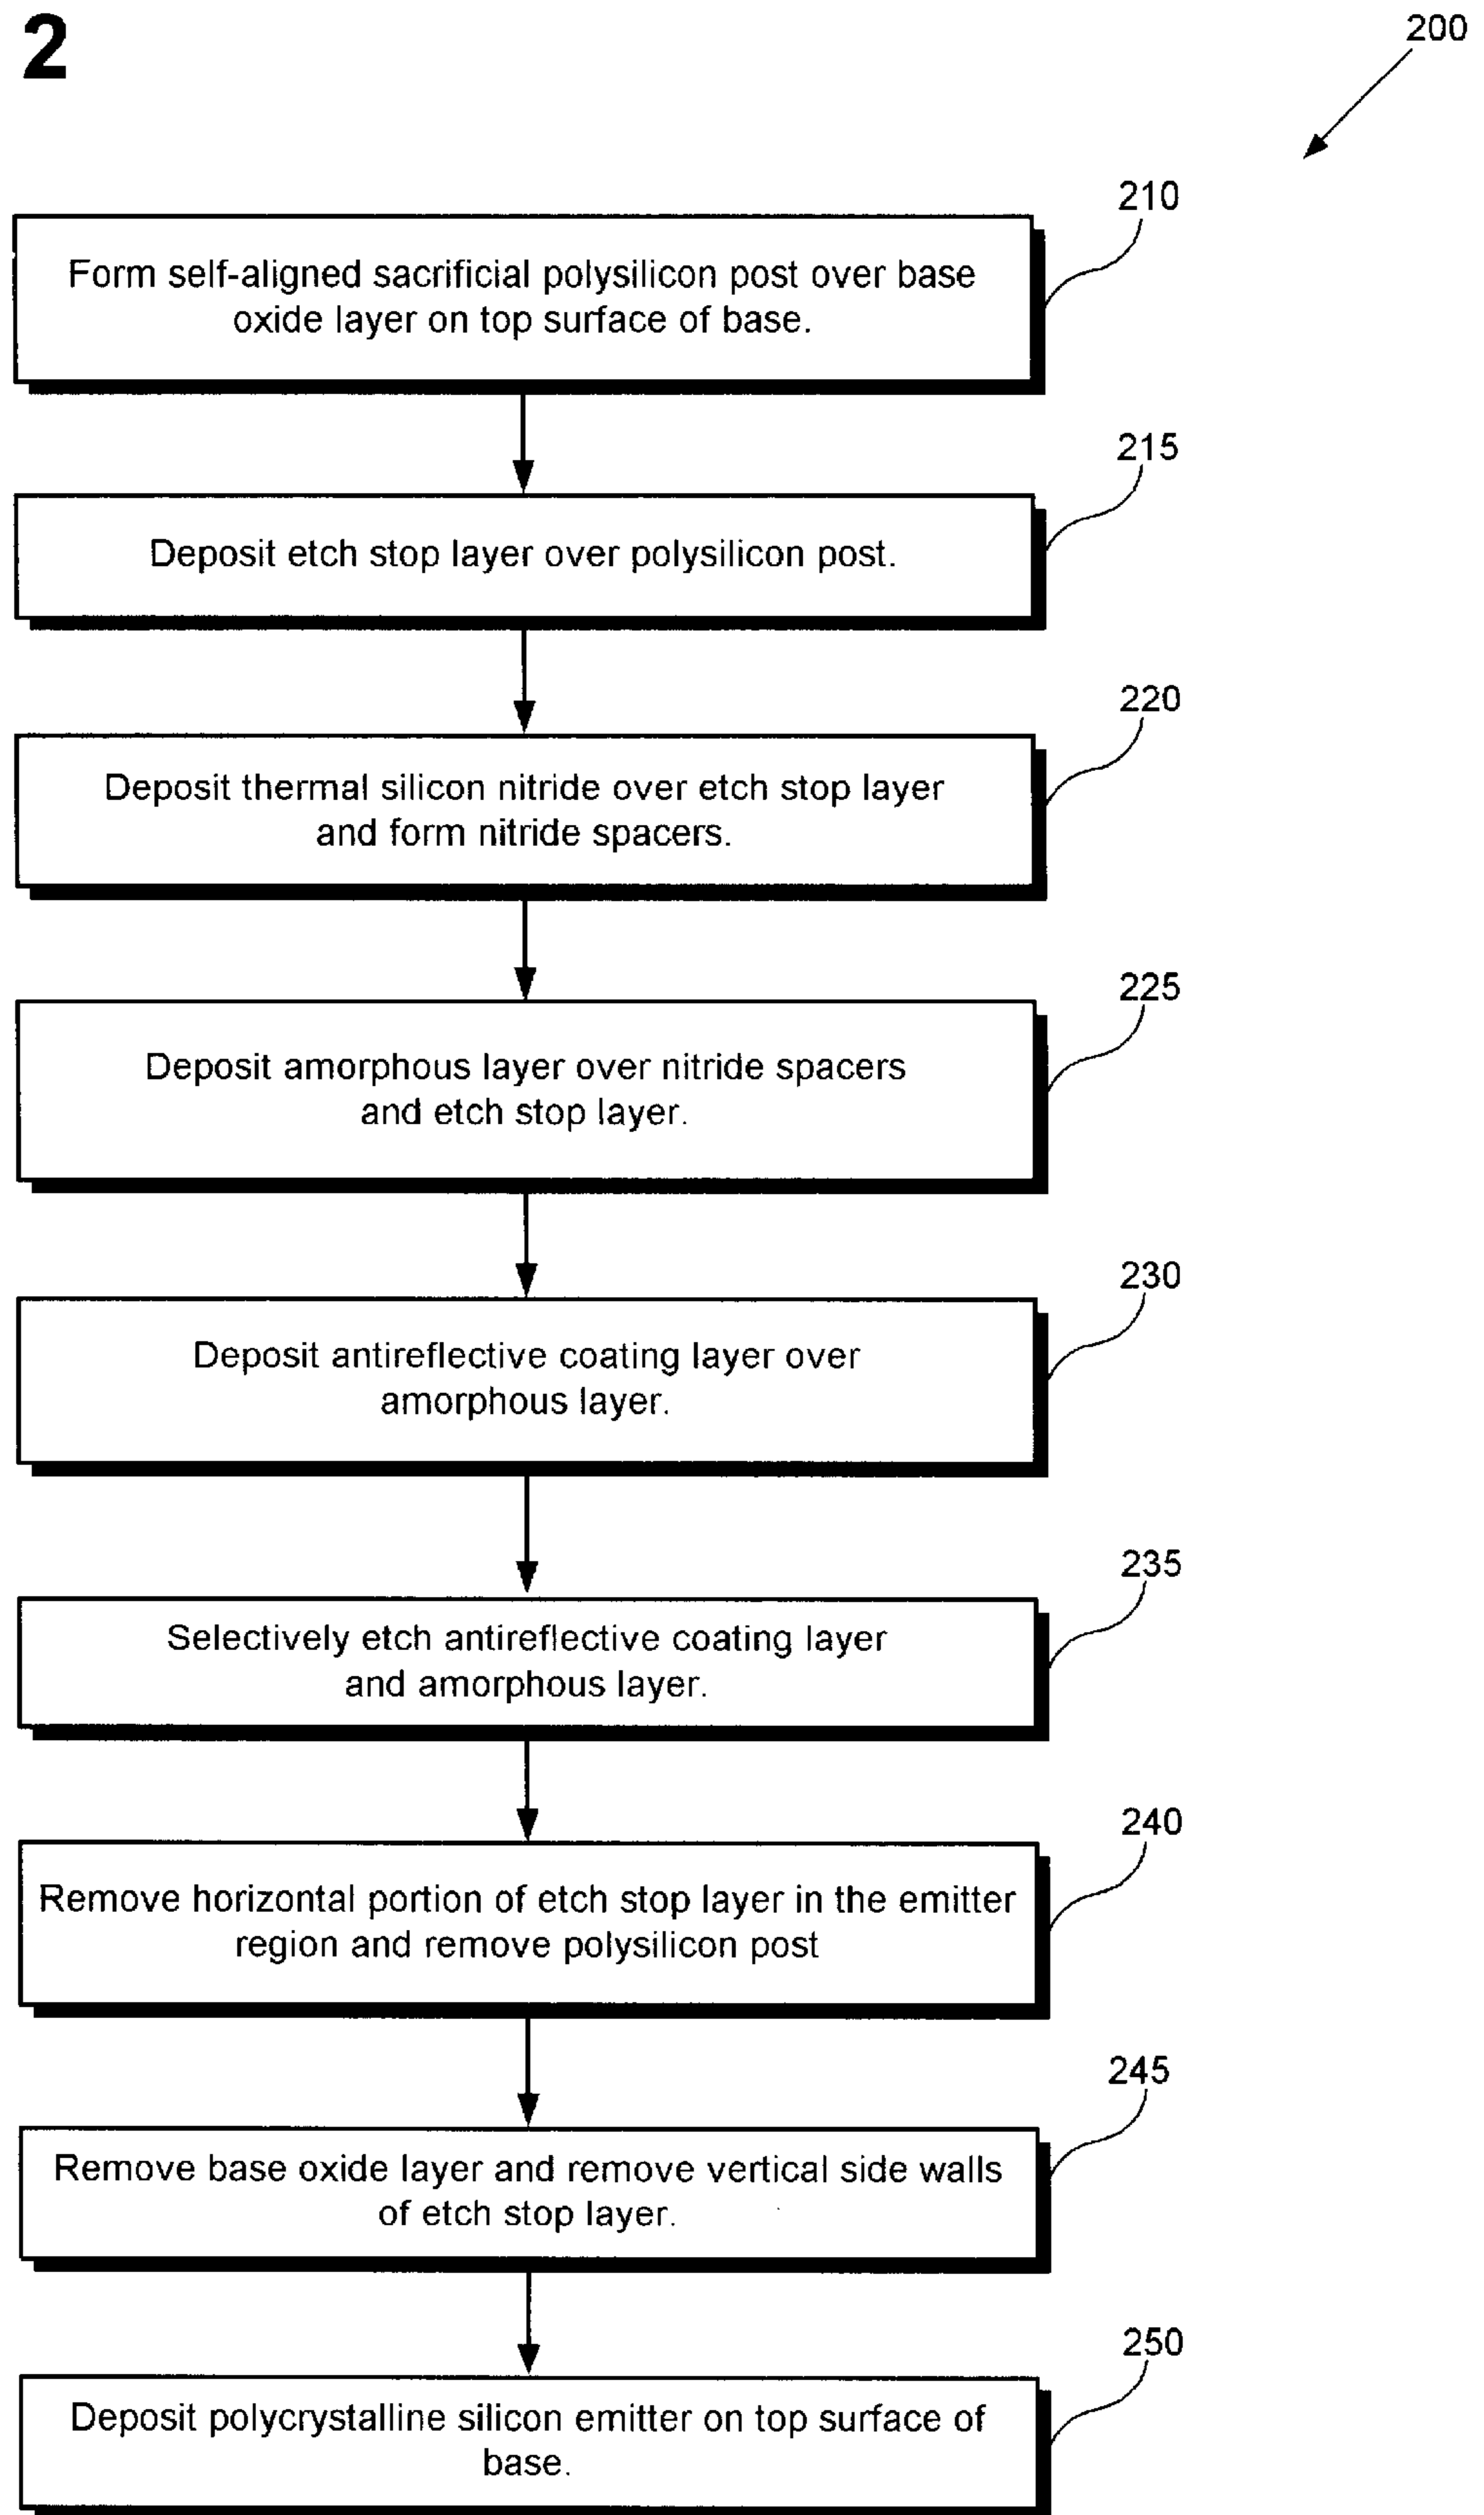 2
200
210
Form self-aligned sacrificial polysilicon post over base
oxide layer on top surface of base.
215
Deposit etch stop layer over polysilicon post.
220
Deposit thermal silicon nitride over etch stop layer
and form nitride spacers.
225
Deposit amorphous layer over nitride spacers
and etch stop layer.
230
Deposit antireflective coating layer over
amorphous layer.
235
Selectively etch antireflective coating layer
and amorphous layer.
240
Remove horizontal portion of etch stop layer in the emitter
region and remove polysilicon post
245
Remove base oxide layer and remove vertical side walls
of etch stop layer.
250
Deposit polycrystalline silicon emitter on top surface of
base.